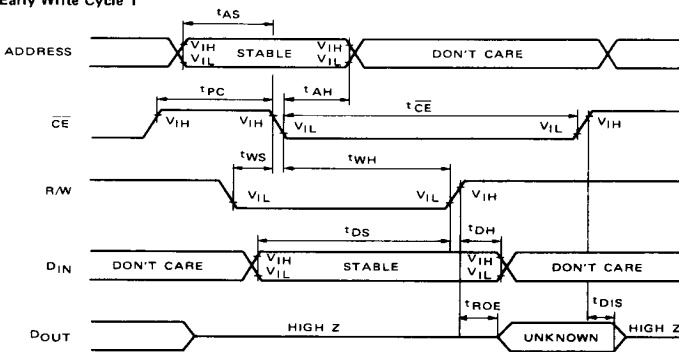 Early Write Cycle 1
tAS
ADDRESS VIH VIL STABLE VIH VIL DON'T CARE
tPC tAH tCE
CE VIH VIH VIL VIL VIH
tWS tWH
R/W VIL VIL VIH
tDS tDH
DIN DON'T CARE VIH VIL STABLE VIH VIL DON'T CARE
tROE tDIS
DOUT HIGH Z UNKNOWN HIGH Z